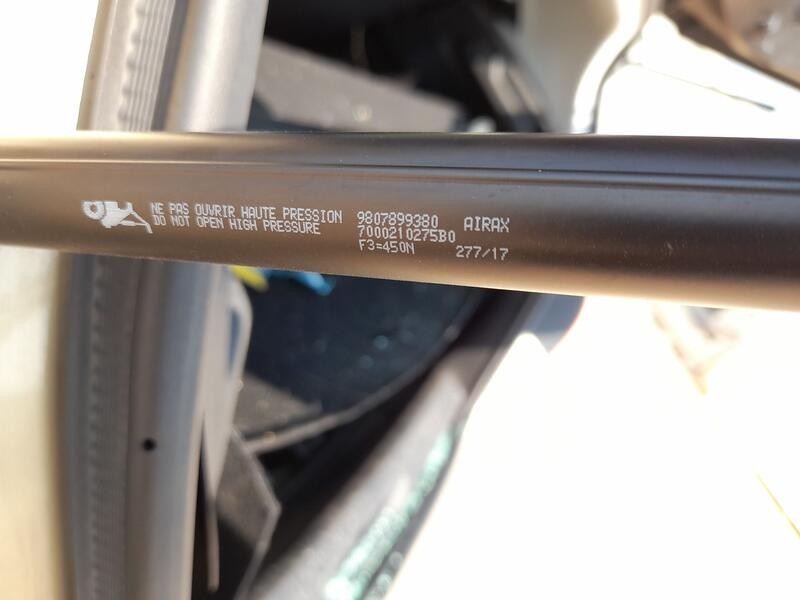 NE PAS OUVRIR HAUTE PRESSION
DO NOT OPEN HIGH PRESSURE
9807899380 AIRAX
7000210275B0
F3=450N 277/17